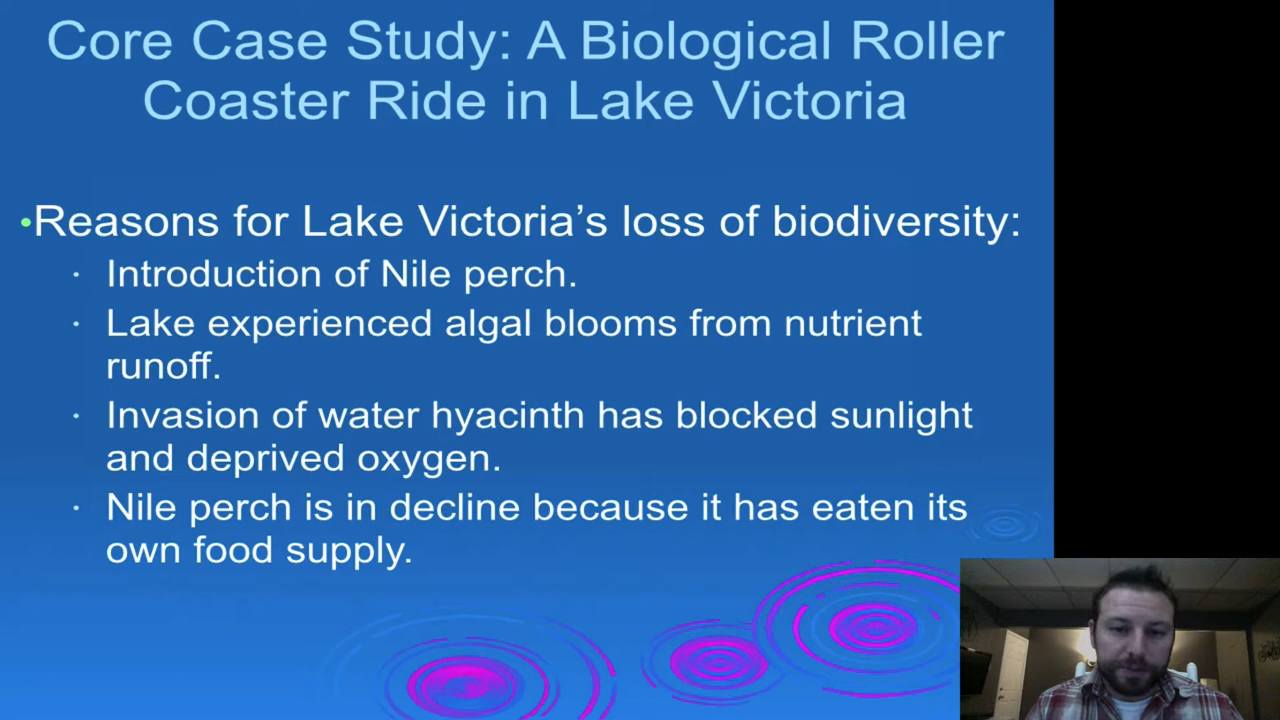 Core Case Study: A Biological Roller
Coaster Ride in Lake Victoria
•Reasons for Lake Victoria’s loss of biodiversity:
· Introduction of Nile perch.
· Lake experienced algal blooms from nutrient
runoff.
· Invasion of water hyacinth has blocked sunlight
and deprived oxygen.
· Nile perch is in decline because it has eaten its
own food supply.